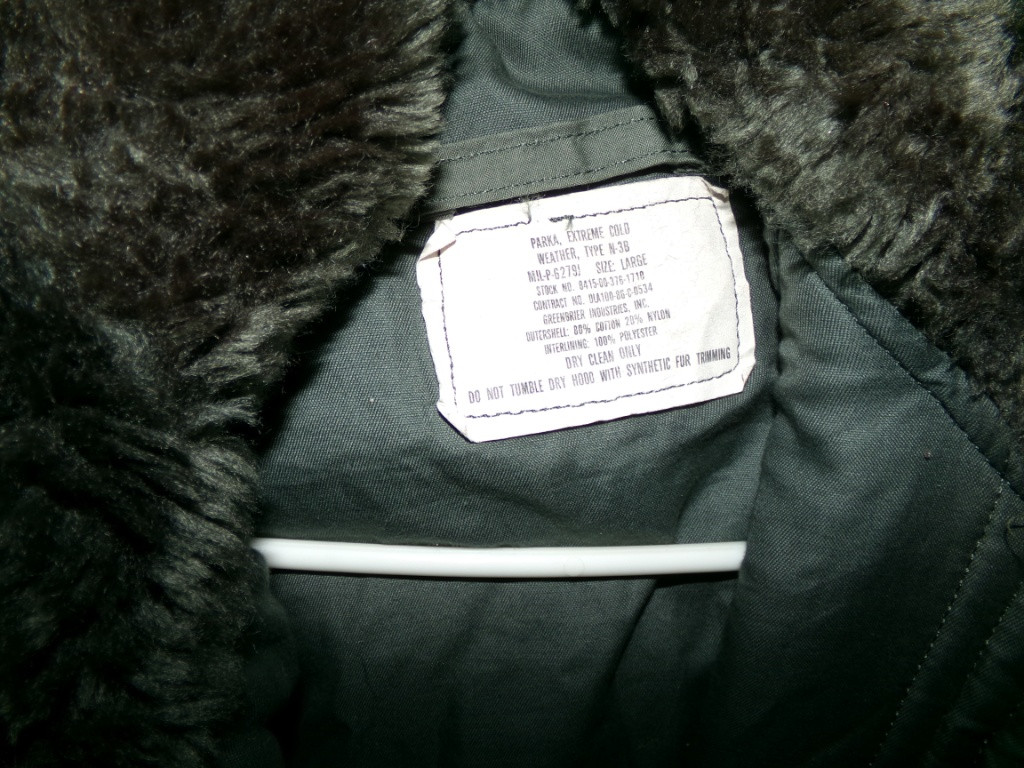 PARKA, EXTREME COLD
WEATHER, TYPE N-3B
MIL-P-6279I SIZE: LARGE
STOCK NO. 8415-00-376-1718
CONTRACT NO. DLA100-86-C-0534
GREENBRIER INDUSTRIES, INC.
OUTERSHELL: 80% COTTON 20% NYLON
INTERLINING: 100% POLYESTER
DRY CLEAN ONLY
DO NOT TUMBLE DRY HOOD WITH SYNTHETIC FUR TRIMMING